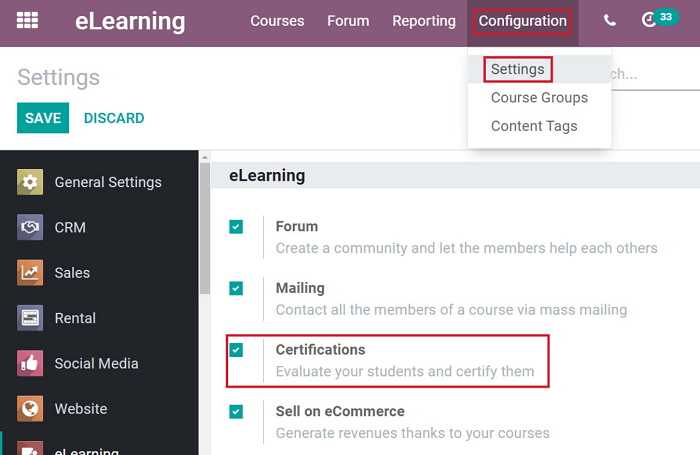 eLearning Courses Forum Reporting Configuration 33
Settings
Course Groups
Content Tags
Settings
SAVE DISCARD
General Settings
CRM
Sales
Rental
Social Media
Website
eLearning
eLearning
Forum
Create a community and let the members help each others
Mailing
Contact all the members of a course via mass mailing
Certifications
Evaluate your students and certify them
Sell on eCommerce
Generate revenues thanks to your courses